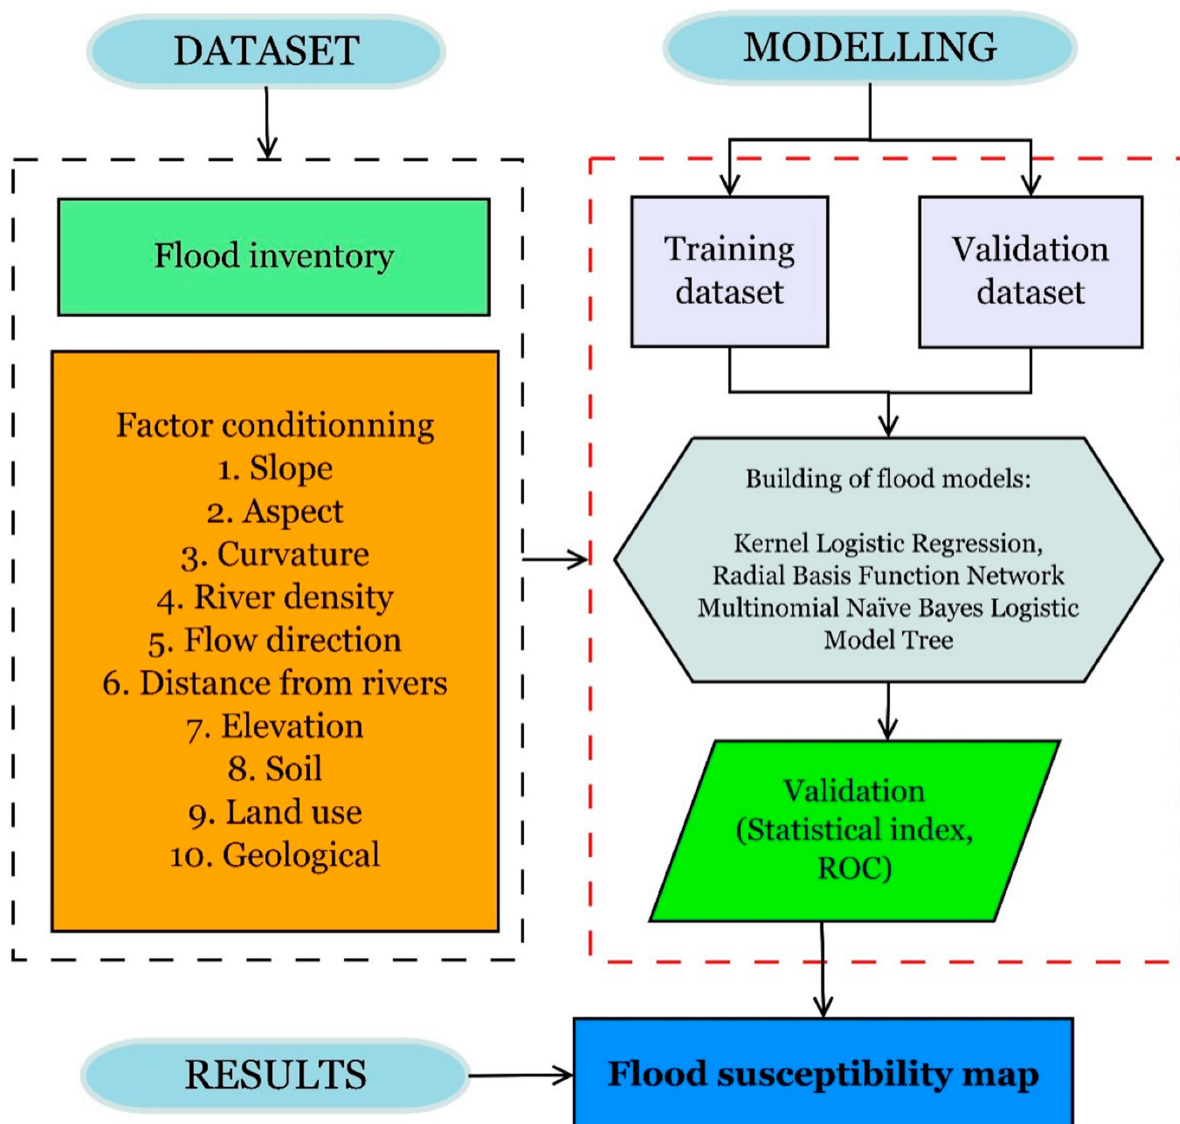 DATASET
Flood inventory
Factor conditionning
1. Slope
2. Aspect
3. Curvature
4. River density
5. Flow direction
6. Distance from rivers
7. Elevation
8. Soil
9. Land use
10. Geological
MODELLING
Training
dataset
Validation
dataset
Building of flood models:
Kernel Logistic Regression,
Radial Basis Function Network
Multinomial Naïve Bayes Logistic
Model Tree
Validation
(Statistical index,
ROC)
RESULTS
Flood susceptibility map